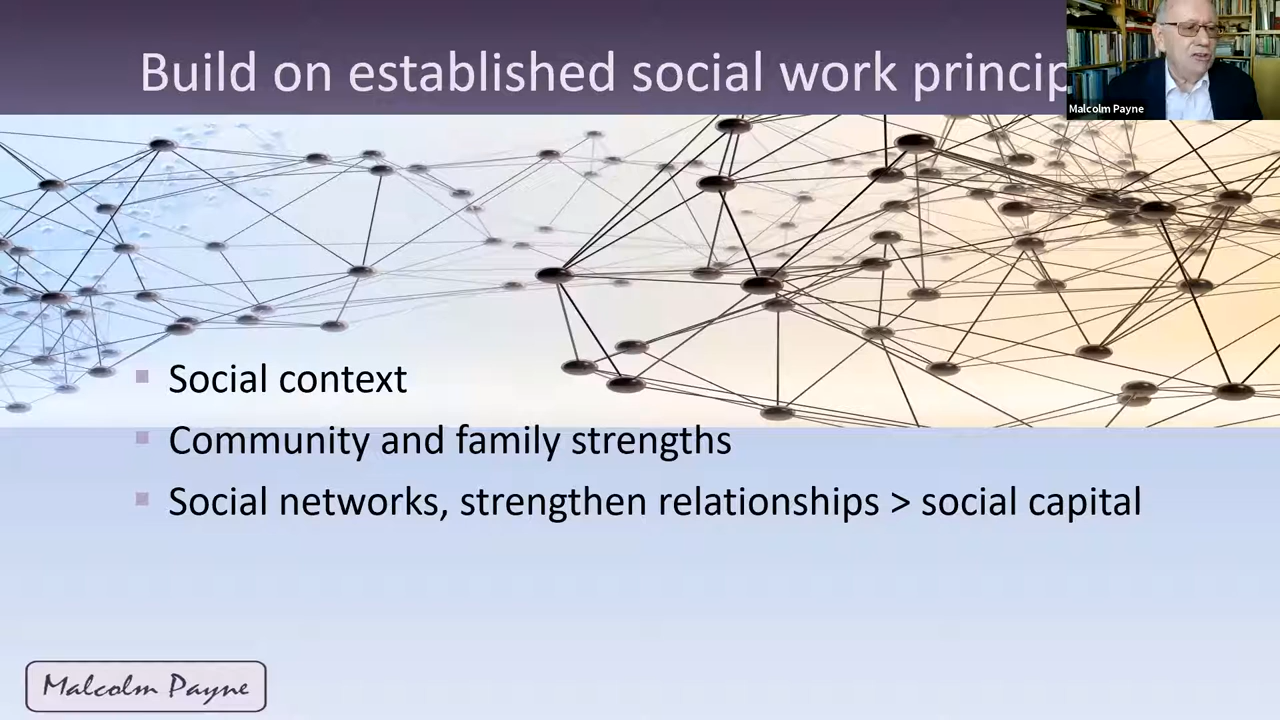 Build on established social work princip
Malcolm Payne
Social context
Community and family strengths
Social networks, strengthen relationships > social capital
Malcolm Payne